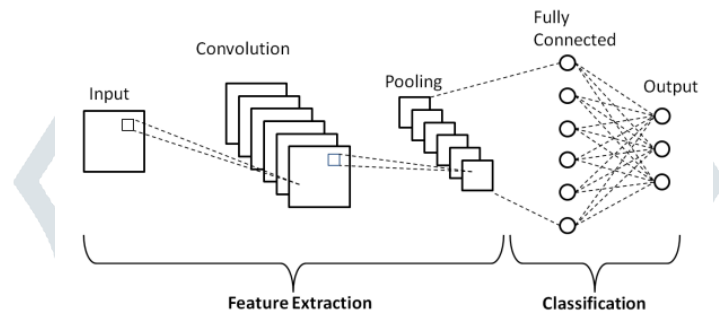 Input
Convolution
Pooling
Fully
Connected
Output
Feature Extraction
Classification